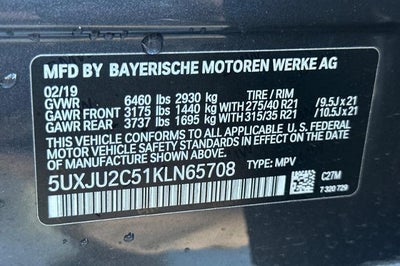 MFD BY BAYERISCHE MOTOREN WERKE AG
02/19 TIRE / RIM
GVWR 6460 lbs 2930 kg
GAWR FRONT 3175 lbs 1440 kg WITH 275/40 R21 /9.5J x 21
GAWR REAR 3737 lbs 1695 kg WITH 315/35 R21 /10.5J x 21
THIS VEHICLE CONFORMS TO ALL APPLICABLE U.S. FEDERAL
MOTOR VEHICLE SAFETY STANDARDS IN EFFECT ON THE DATE
OF MANUFACTURE SHOWN ABOVE.
5UXJU2C51KLN65708 TYPE: MPV
C27M
7 320 729